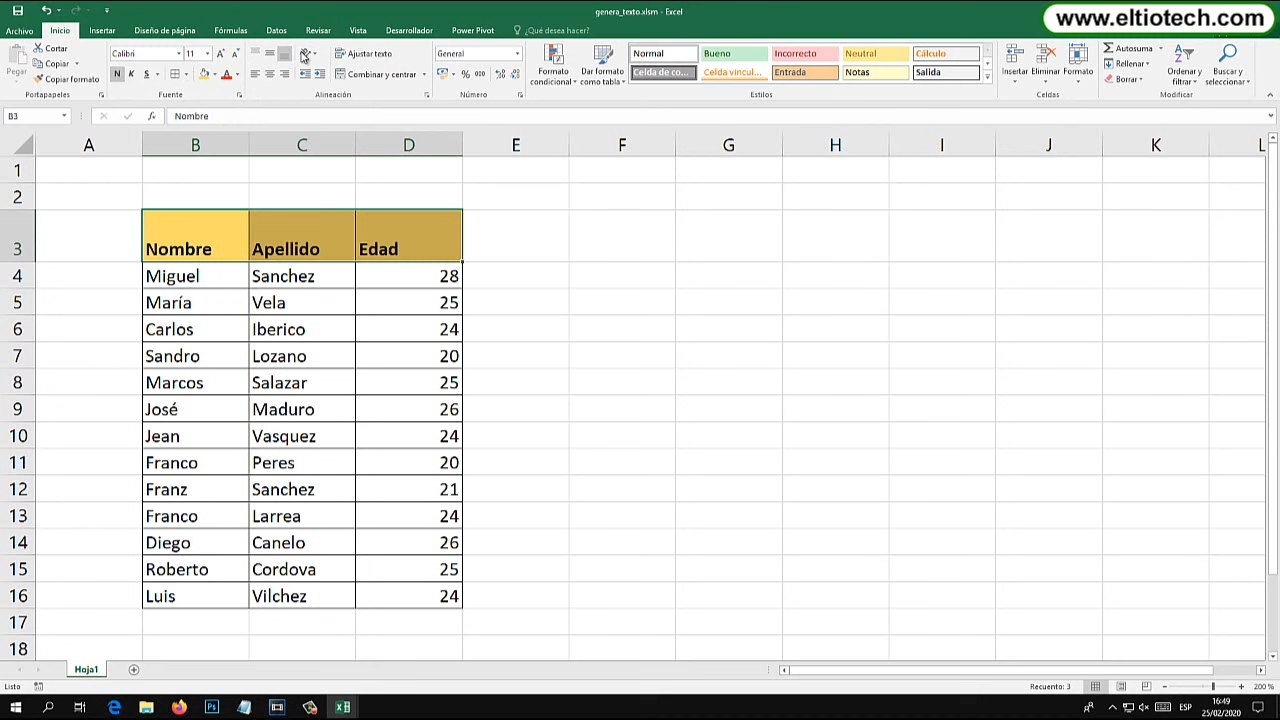 genera_texto.xlsm - Excel
www.eltiotech.com
Archivo Inicio Insertar Diseño de página Fórmulas Datos Revisar Vista Desarrollador Power Pivot ¿Qué desea hacer?
Pegar
Cortar
Copiar
Copiar formato
Portapapeles
Calibri 11
N K S
Fuente
Ajustar texto
Combinar y centrar
Alineación
General
% 000
Número
Formato condicional
Dar formato como tabla
Normal Bueno Incorrecto Neutral Cálculo
Celda de co... Celda vincul... Entrada Notas Salida
Estilos
Insertar Eliminar Formato
Celdas
Autosuma
Rellenar
Borrar
Ordenar y filtrar
Buscar y seleccionar
Modificar
B3 fx Nombre
A B C D E F G H I J K L
1
2
3 Nombre Apellido Edad
4 Miguel Sanchez 28
5 María Vela 25
6 Carlos Iberico 24
7 Sandro Lozano 20
8 Marcos Salazar 25
9 José Maduro 26
10 Jean Vasquez 24
11 Franco Peres 20
12 Franz Sanchez 21
13 Franco Larrea 24
14 Diego Canelo 26
15 Roberto Cordova 25
16 Luis Vilchez 24
17
18
Hoja1
Listo Recuento: 3 200 %
ESP 16:49
25/02/2020